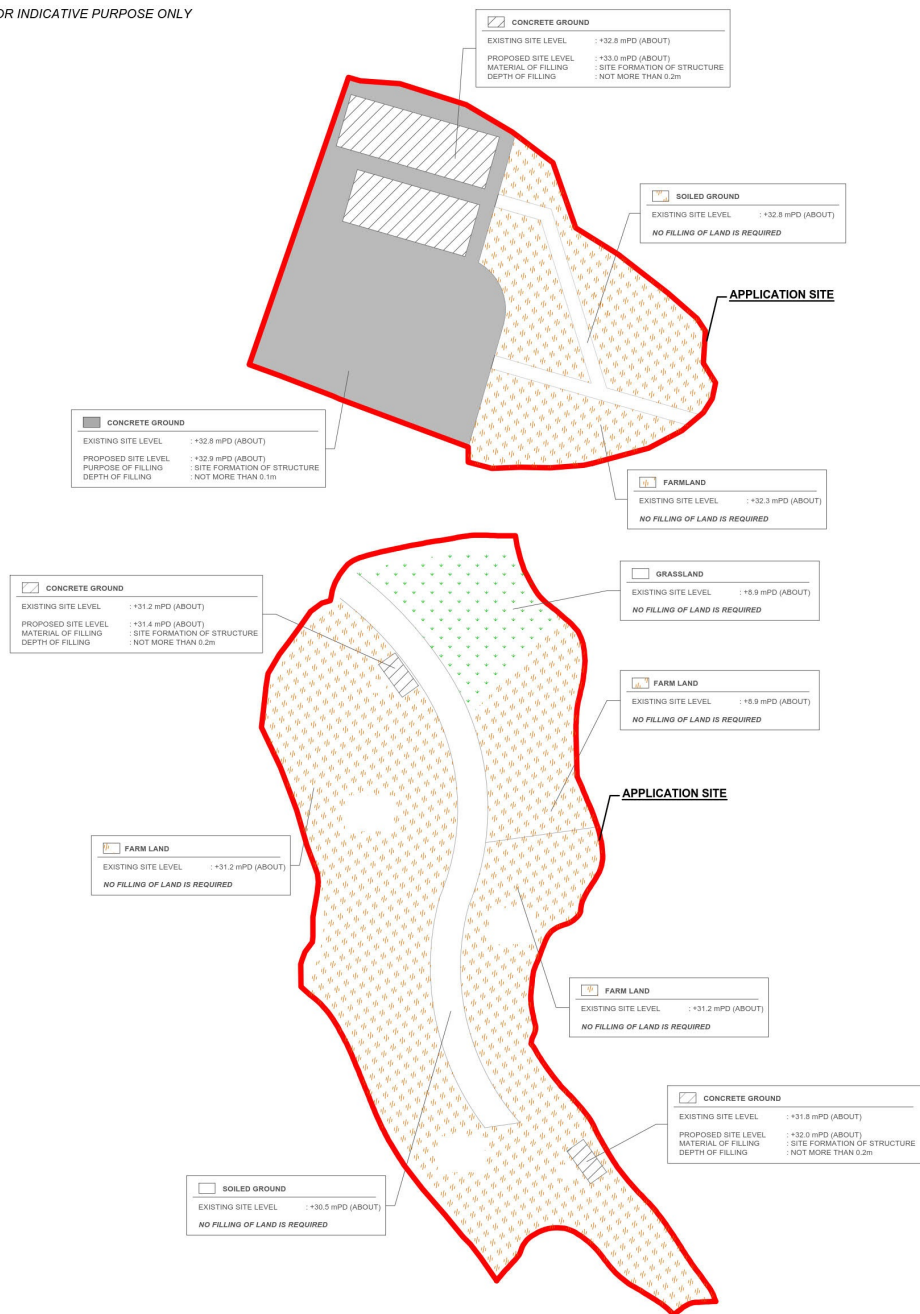 OR INDICATIVE PURPOSE ONLY
CONCRETE GROUND
EXISTING SITE LEVEL : +32.8 mPD (ABOUT)
PROPOSED SITE LEVEL : +33.0 mPD (ABOUT)
MATERIAL OF FILLING : SITE FORMATION OF STRUCTURE
DEPTH OF FILLING : NOT MORE THAN 0.2m
SOILED GROUND
EXISTING SITE LEVEL : +32.8 mPD (ABOUT)
NO FILLING OF LAND IS REQUIRED
APPLICATION SITE
CONCRETE GROUND
EXISTING SITE LEVEL : +32.8 mPD (ABOUT)
PROPOSED SITE LEVEL : +32.9 mPD (ABOUT)
PURPOSE OF FILLING : SITE FORMATION OF STRUCTURE
DEPTH OF FILLING : NOT MORE THAN 0.1m
FARMLAND
EXISTING SITE LEVEL : +32.3 mPD (ABOUT)
NO FILLING OF LAND IS REQUIRED
GRASSLAND
EXISTING SITE LEVEL : +8.9 mPD (ABOUT)
NO FILLING OF LAND IS REQUIRED
CONCRETE GROUND
EXISTING SITE LEVEL : +31.2 mPD (ABOUT)
PROPOSED SITE LEVEL : +31.4 mPD (ABOUT)
MATERIAL OF FILLING : SITE FORMATION OF STRUCTURE
DEPTH OF FILLING : NOT MORE THAN 0.2m
FARM LAND
EXISTING SITE LEVEL : +8.9 mPD (ABOUT)
NO FILLING OF LAND IS REQUIRED
APPLICATION SITE
FARM LAND
EXISTING SITE LEVEL : +31.2 mPD (ABOUT)
NO FILLING OF LAND IS REQUIRED
FARM LAND
EXISTING SITE LEVEL : +31.2 mPD (ABOUT)
NO FILLING OF LAND IS REQUIRED
CONCRETE GROUND
EXISTING SITE LEVEL : +31.8 mPD (ABOUT)
PROPOSED SITE LEVEL : +32.0 mPD (ABOUT)
MATERIAL OF FILLING : SITE FORMATION OF STRUCTURE
DEPTH OF FILLING : NOT MORE THAN 0.2m
SOILED GROUND
EXISTING SITE LEVEL : +30.5 mPD (ABOUT)
NO FILLING OF LAND IS REQUIRED